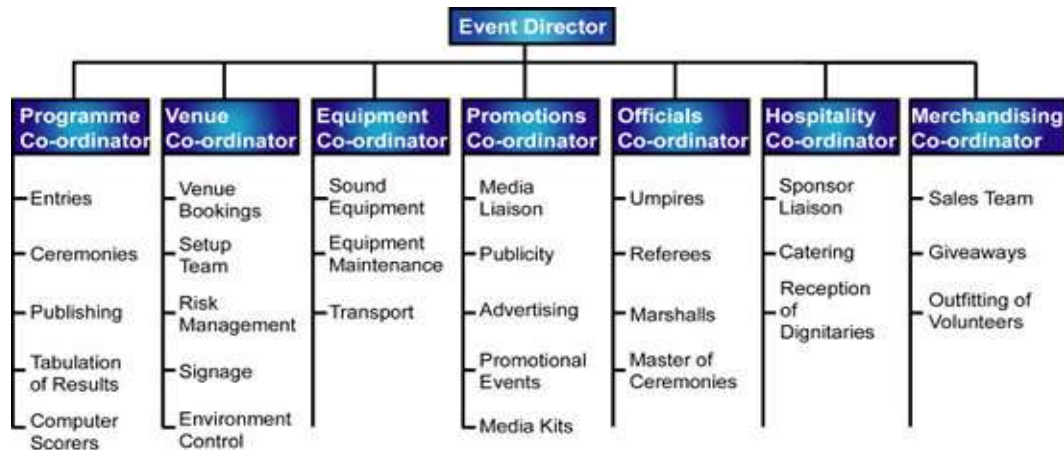 Event Director
Programme
Co-ordinator
Entries
Ceremonies
Publishing
Tabulation
of Results
Computer
Scorers
Venue
Co-ordinator
Venue
Bookings
Setup
Team
Risk
Management
Signage
Environment
Control
Equipment
Co-ordinator
Sound
Equipment
Equipment
Maintenance
Transport
Promotions
Co-ordinator
Media
Liaison
Publicity
Advertising
Promotional
Events
Media Kits
Officials
Co-ordinator
Umpires
Referees
Marshalls
Master of
Ceremonies
Hospitality
Co-ordinator
Sponsor
Liaison
Catering
Reception
of
Dignitaries
Merchandising
Co-ordinator
Sales Team
Giveaways
Outfitting of
Volunteers